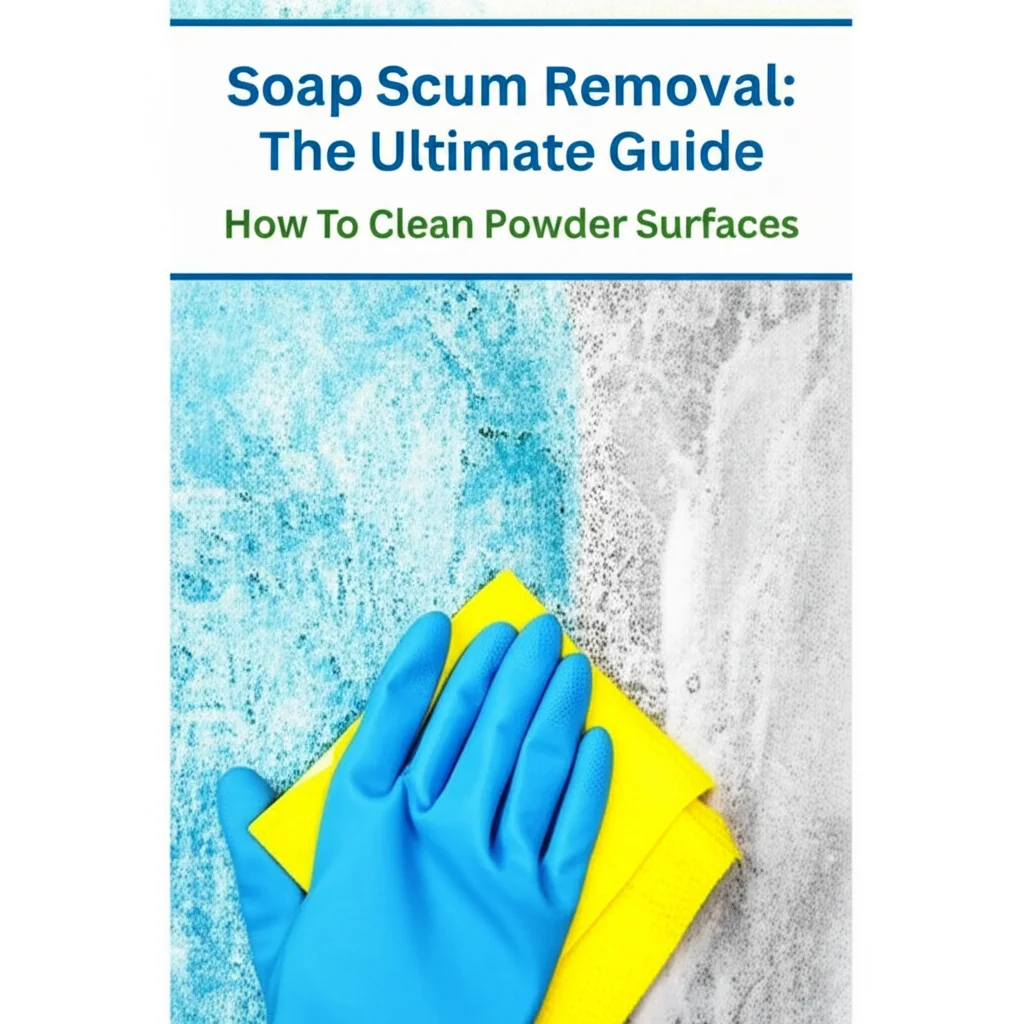 Soap Scum Removal:
The Ultimate Guide
How To Clean Powder Surfaces